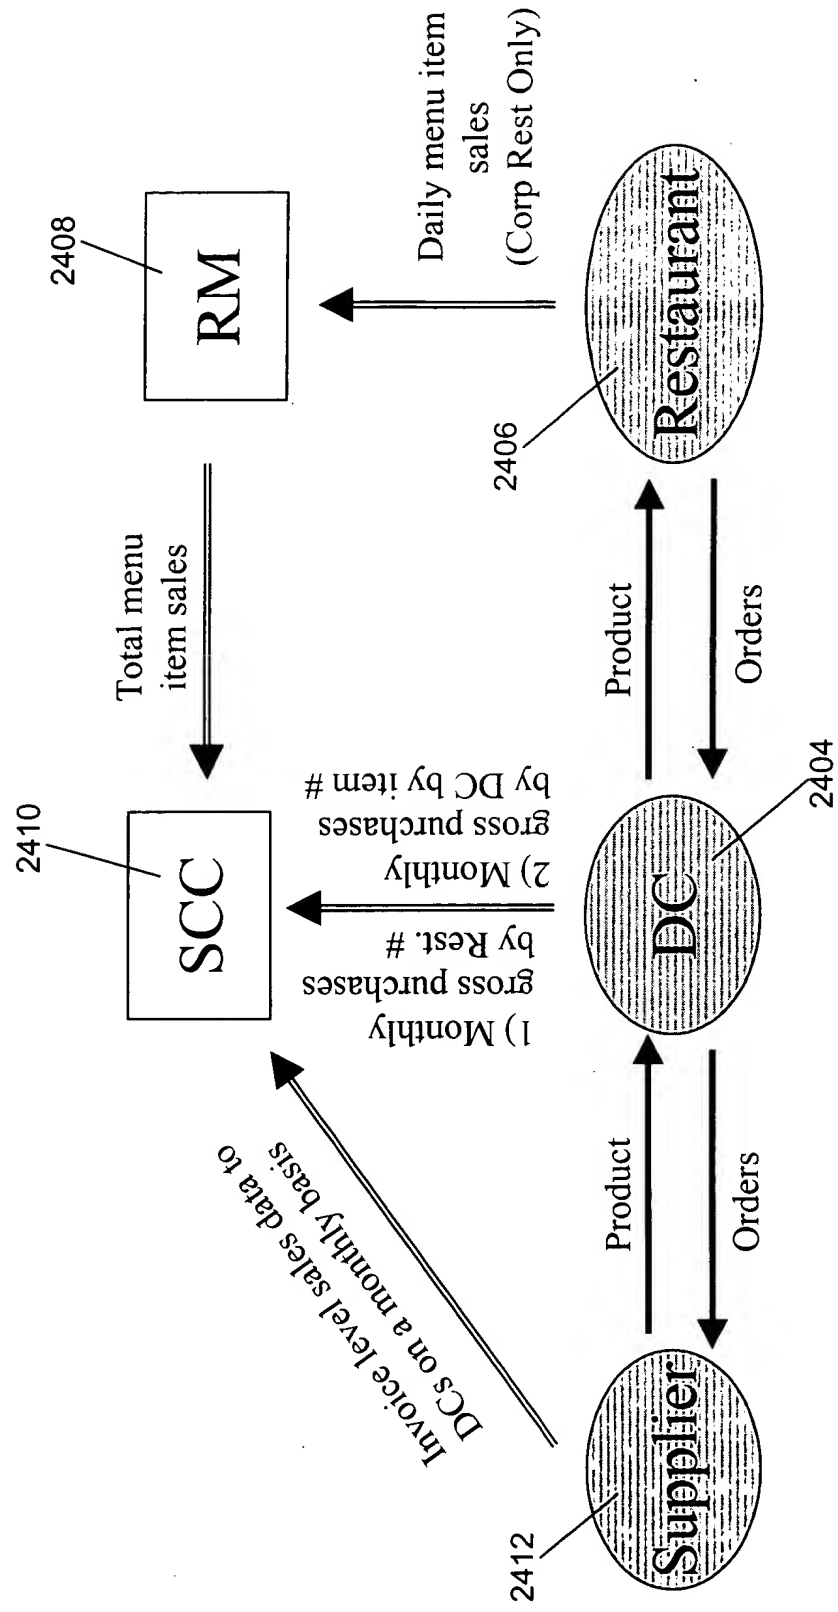 2408
RM
Daily menu item
sales
(Corp Rest Only)
2406
Restaurant
Total menu
item sales
2410
SCC
2) Monthly
gross purchases
by DC by item #
1) Monthly
gross purchases
by Rest. #
Product
Orders
2404
DC
Invoice level sales data to
DCs on a monthly basis
Product
Orders
2412
Supplier